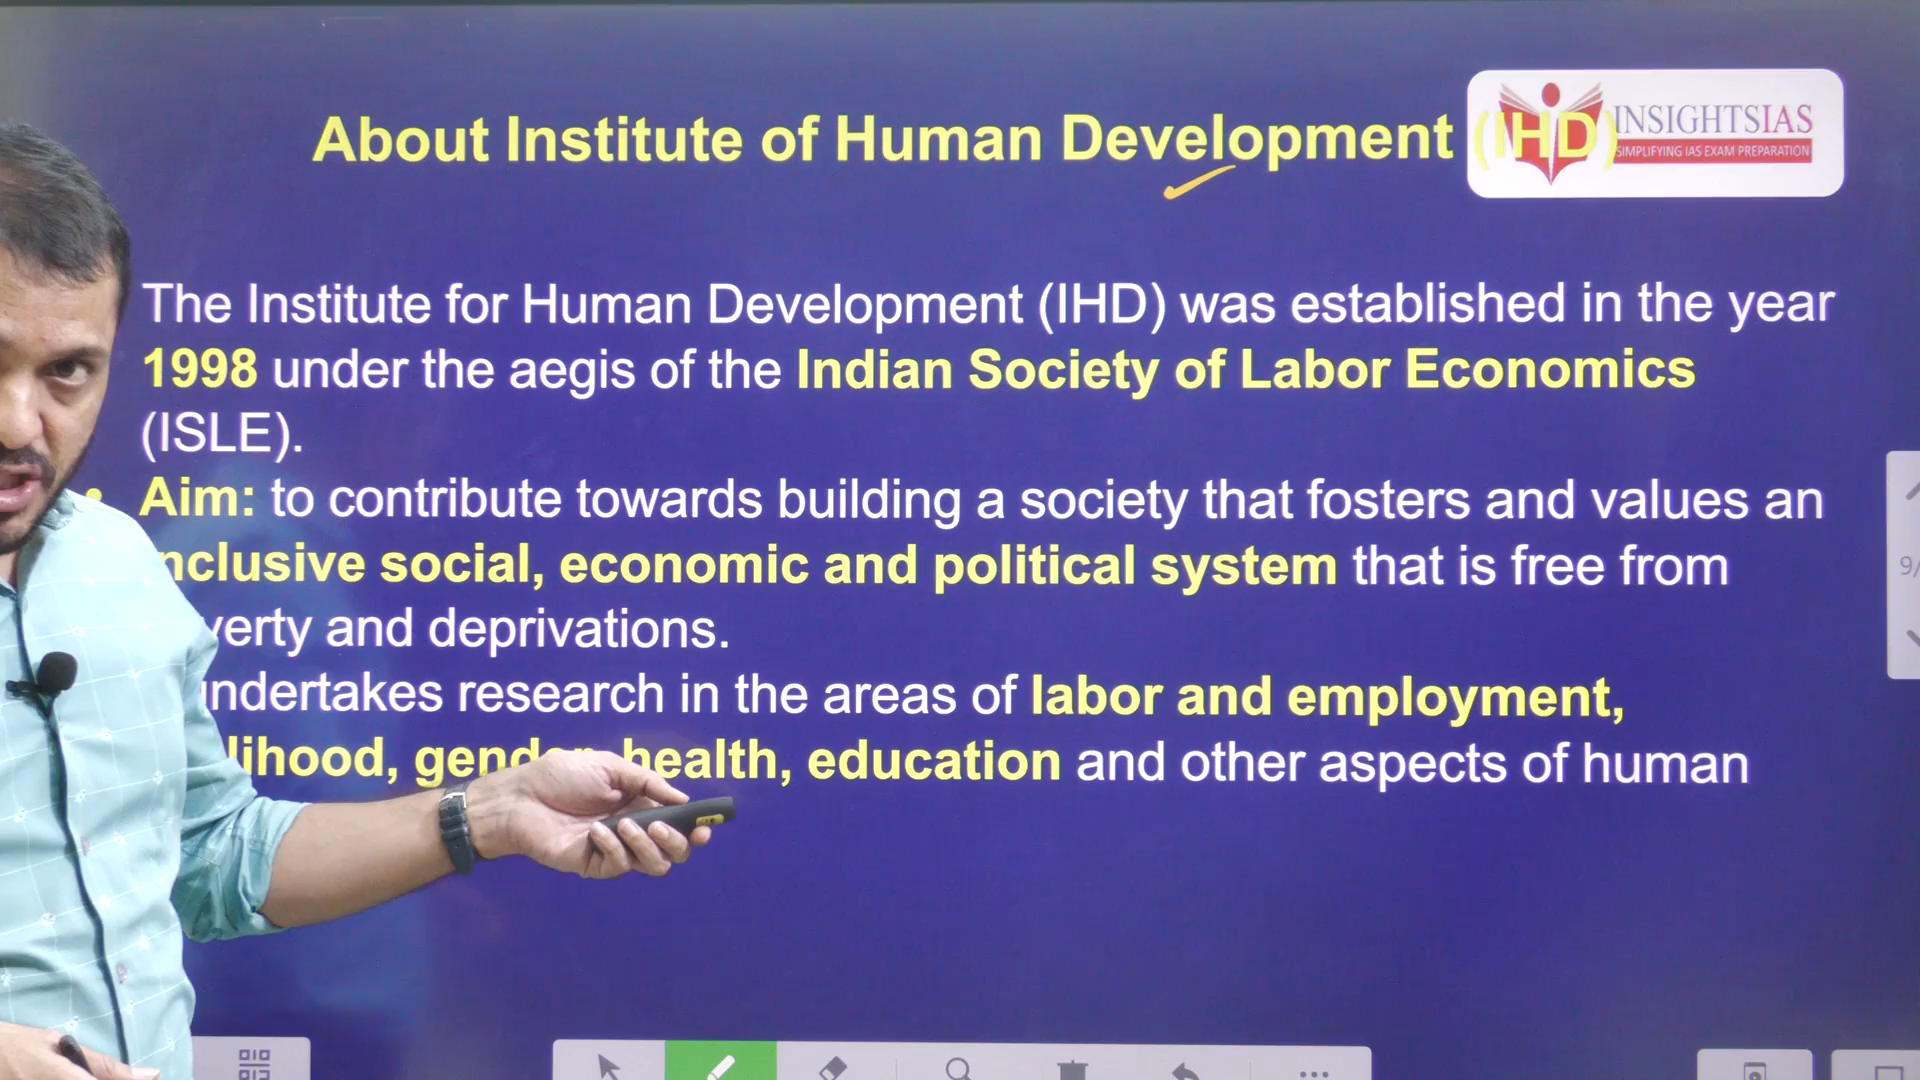 About Institute of Human Development (IHD)
INSIGHTSIAS
SIMPLIFYING IAS EXAM PREPARATION
The Institute for Human Development (IHD) was established in the year
1998 under the aegis of the Indian Society of Labor Economics
(ISLE).
• Aim: to contribute towards building a society that fosters and values an
nclusive social, economic and political system that is free from
verty and deprivations.
undertakes research in the areas of labor and employment,
lihood, gender, health, education and other aspects of human
9/